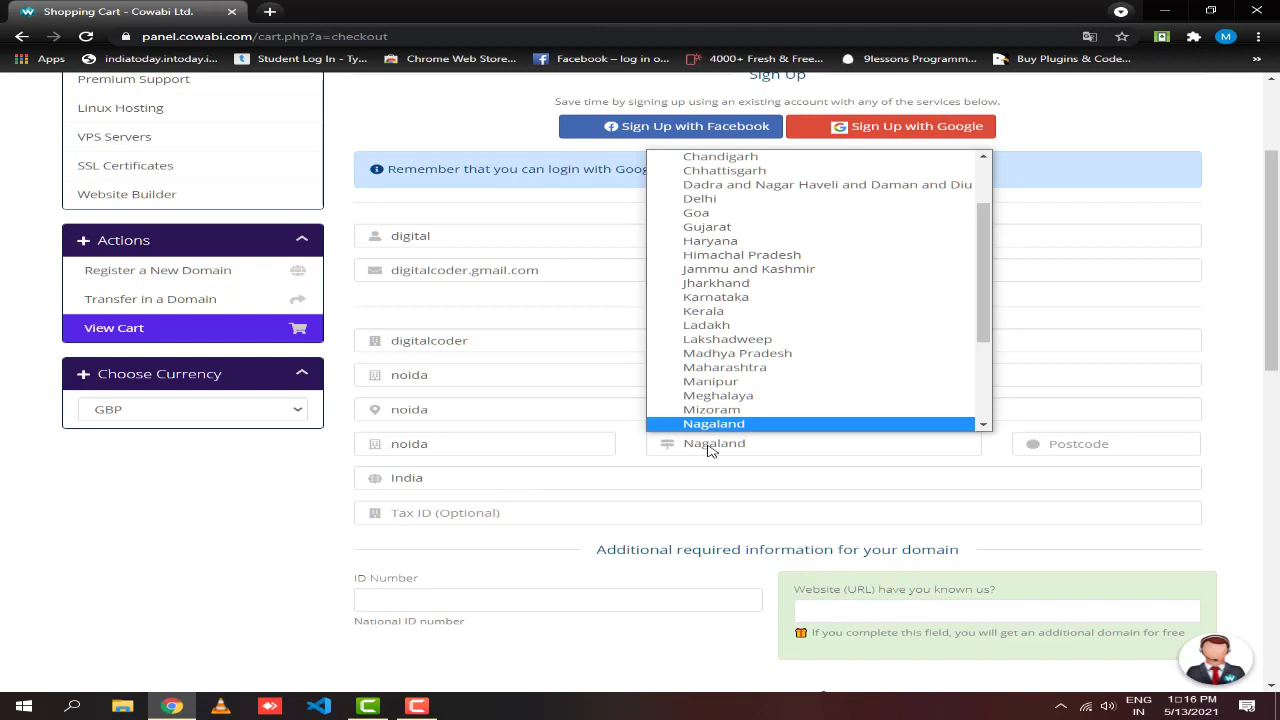 Shopping Cart - Cowabi Ltd.
panel.cowabi.com/cart.php?a=checkout
M
Apps
indiatoday.intoday.i...
Student Log In - Ty...
Chrome Web Store...
Facebook – log in o...
4000+ Free & Free...
9lessons Programm...
Buy Plugins & Code...
»
Premium Support
Linux Hosting
VPS Servers
SSL Certificates
Website Builder
Actions
Register a New Domain
Transfer in a Domain
View Cart
Choose Currency
GBP
Sign Up
Save time by signing up using an existing account with any of the services below.
Sign Up with Facebook
Sign Up with Google
Remember that you can login with Goog
digital
digitalcoder.gmail.com
digitalcoder
noida
noida
noida
Chandigarh
Chhattisgarh
Dadra and Nagar Haveli and Daman and Diu
Delhi
Goa
Gujarat
Haryana
Himachal Pradesh
Jammu and Kashmir
Jharkhand
Karnataka
Kerala
Ladakh
Lakshadweep
Madhya Pradesh
Maharashtra
Manipur
Meghalaya
Mizoram
Nagaland
Nagaland
Postcode
India
Tax ID (Optional)
Additional required information for your domain
ID Number
National ID number
Website (URL) have you known us?
If you complete this field, you will get an additional domain for free
ENG
IN
1:16 PM
5/13/2021